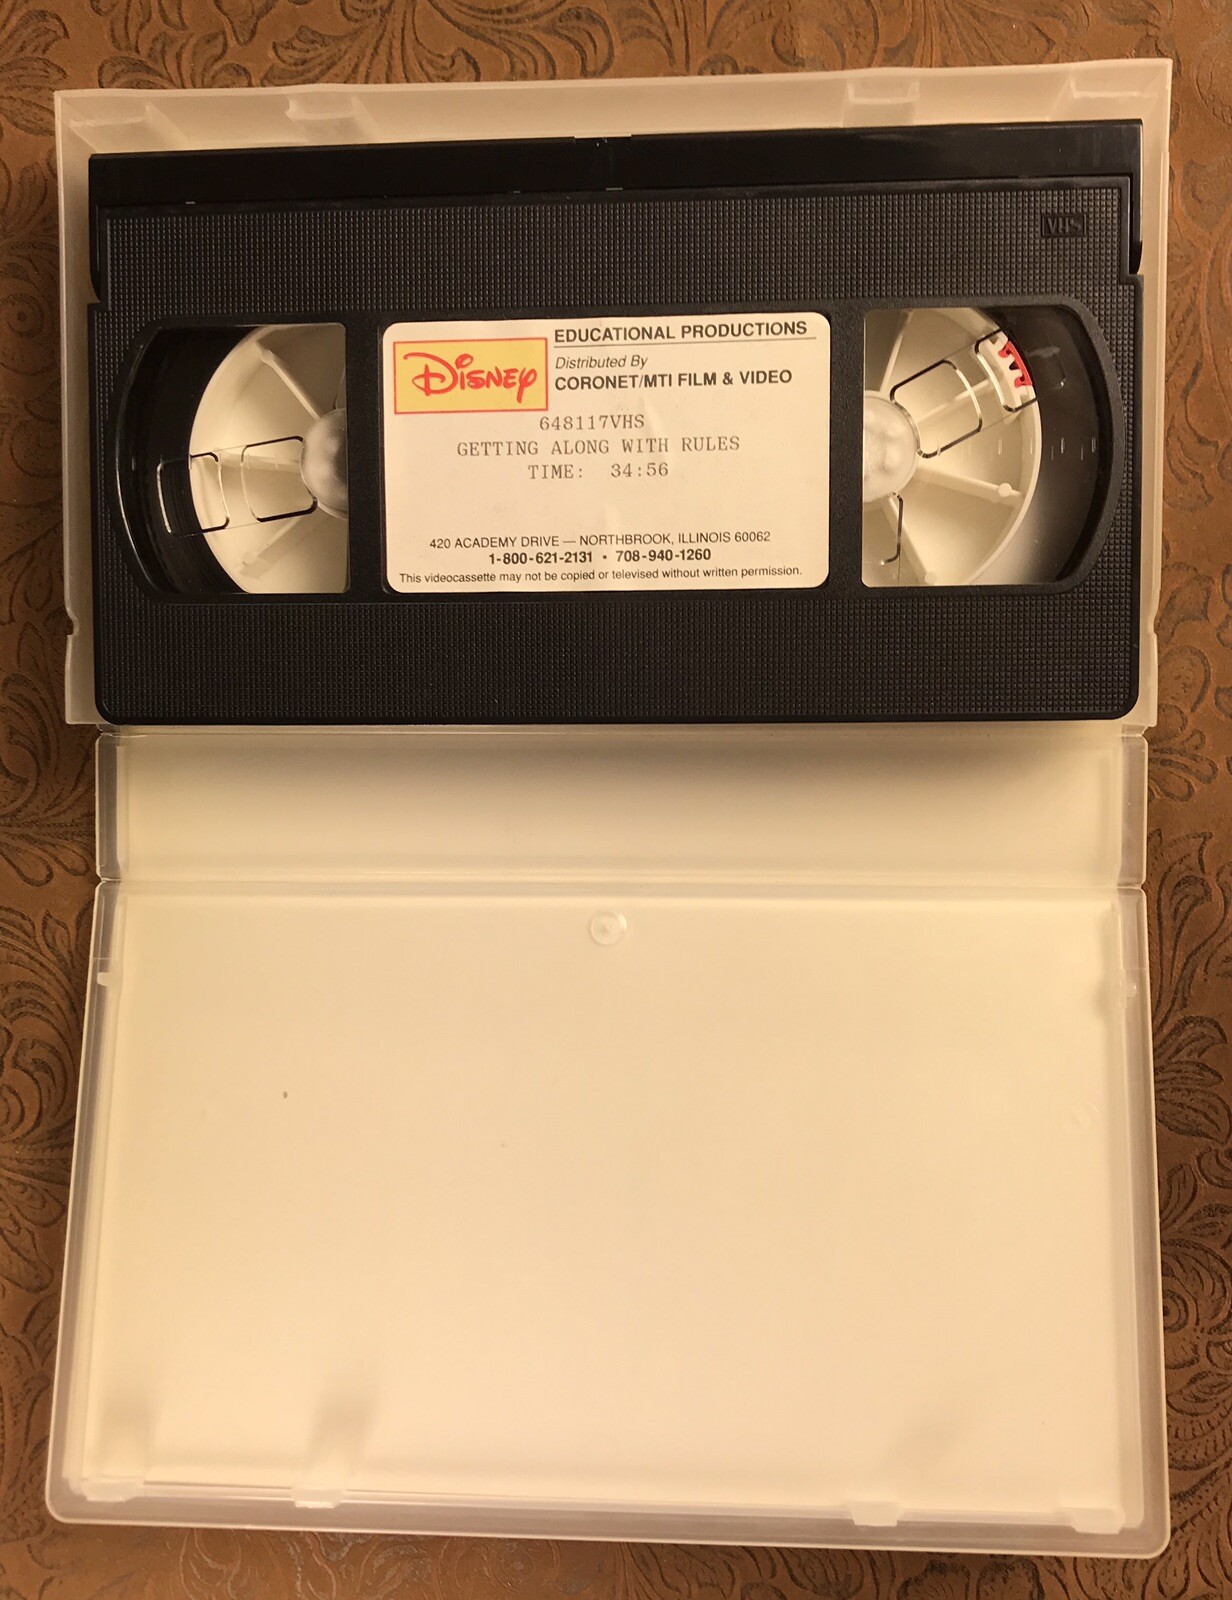 VHS
EDUCATIONAL PRODUCTIONS
DISNEY
Distributed By
CORONET/MTI FILM & VIDEO
648117VHS
GETTING ALONG WITH RULES
TIME: 34:56
420 ACADEMY DRIVE — NORTHBROOK, ILLINOIS 60062
1-800-621-2131 • 708-940-1260
This videocassette may not be copied or televised without written permission.